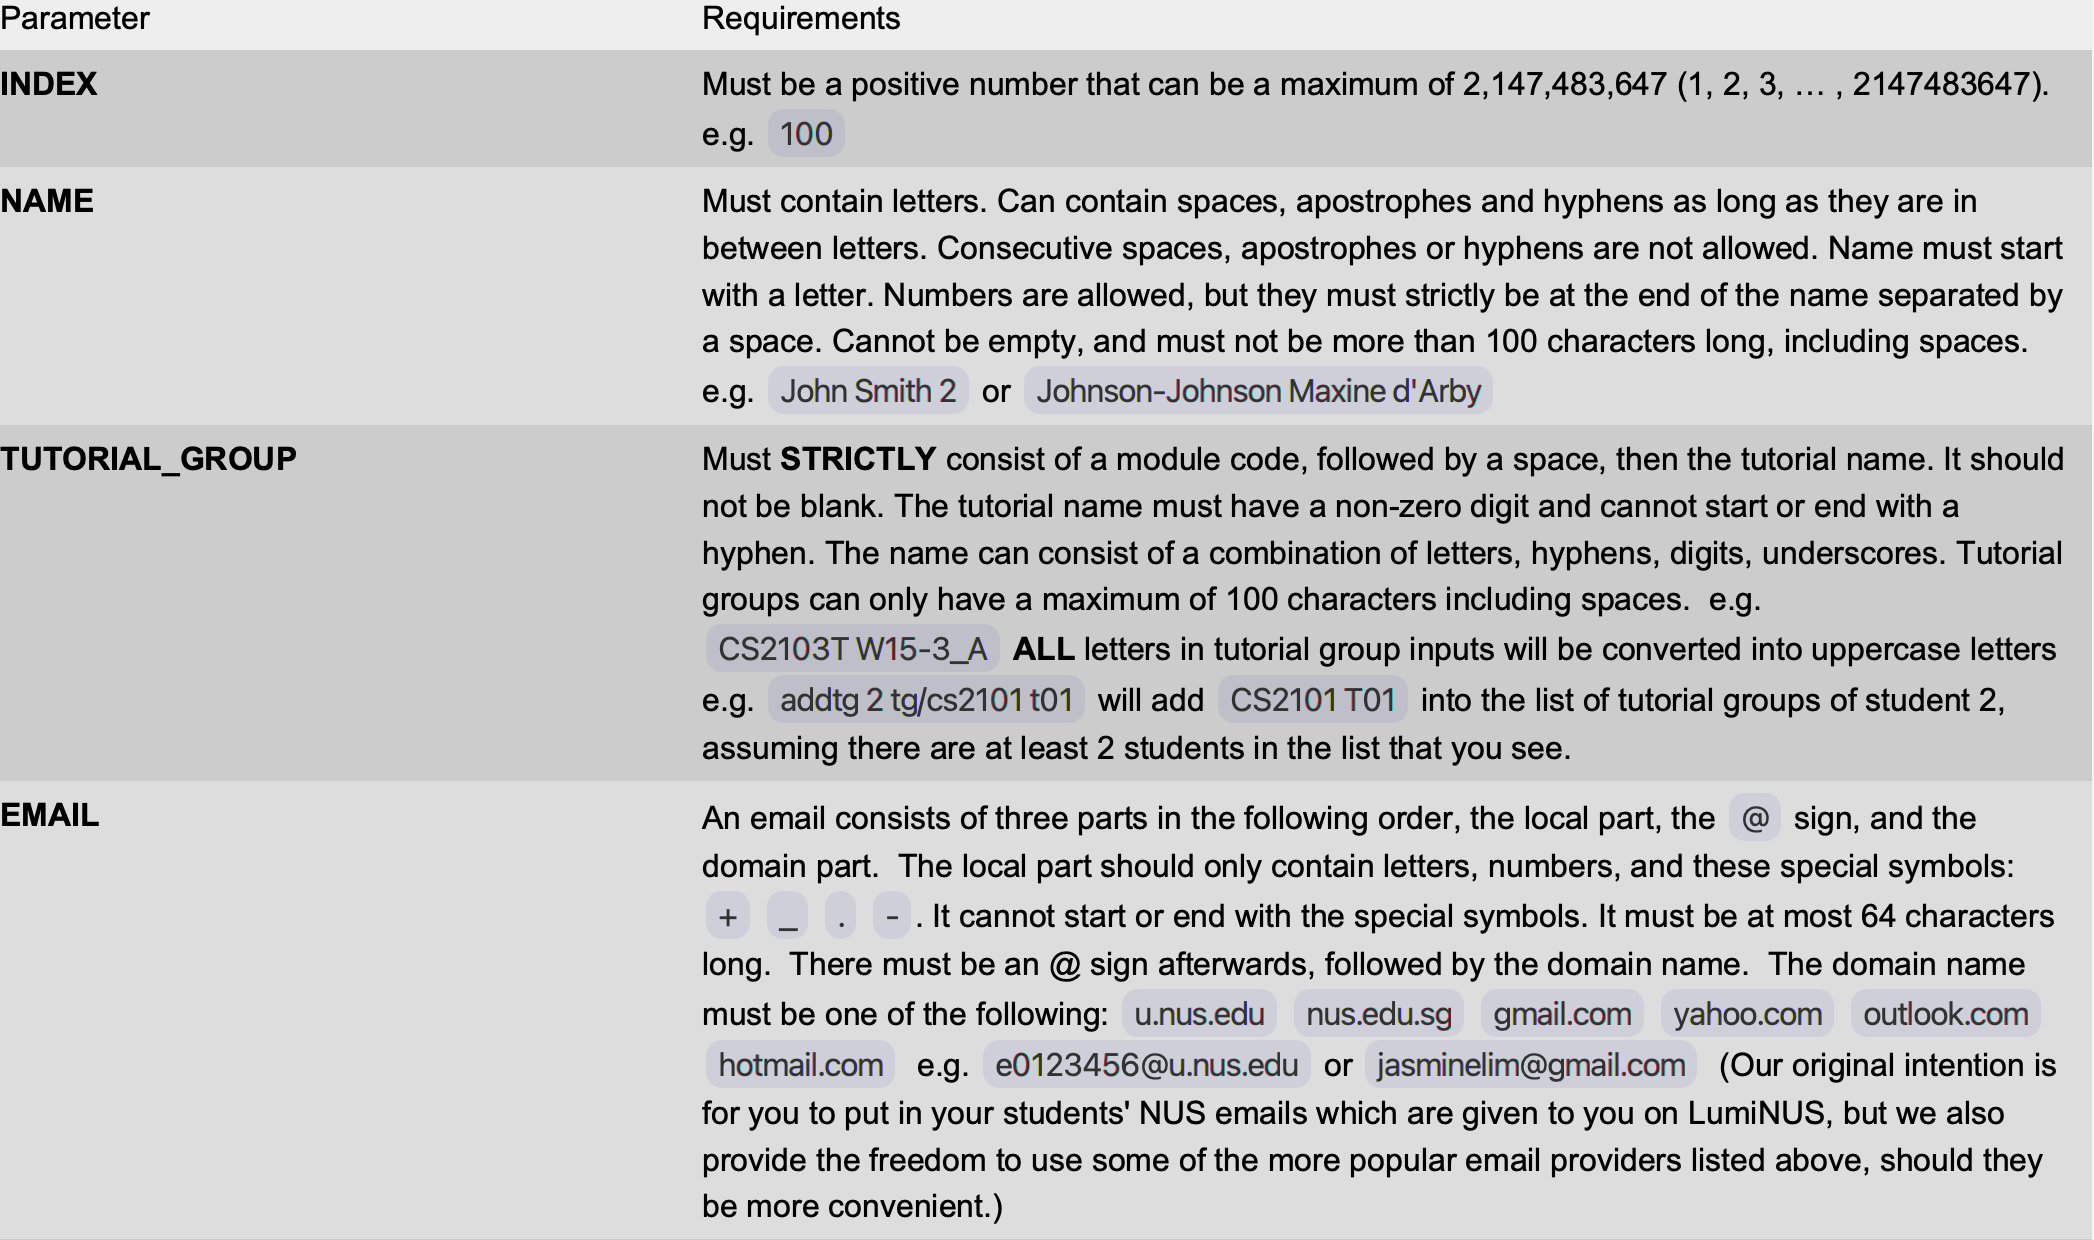 Parameter Requirements
INDEX Must be a positive number that can be a maximum of 2,147,483,647 (1, 2, 3, … , 2147483647).
e.g. 100
NAME Must contain letters. Can contain spaces, apostrophes and hyphens as long as they are in
between letters. Consecutive spaces, apostrophes or hyphens are not allowed. Name must start
with a letter. Numbers are allowed, but they must strictly be at the end of the name separated by
a space. Cannot be empty, and must not be more than 100 characters long, including spaces.
e.g. John Smith 2 or Johnson-Johnson Maxine d'Arby
TUTORIAL_GROUP Must STRICTLY consist of a module code, followed by a space, then the tutorial name. It should
not be blank. The tutorial name must have a non-zero digit and cannot start or end with a
hyphen. The name can consist of a combination of letters, hyphens, digits, underscores. Tutorial
groups can only have a maximum of 100 characters including spaces. e.g.
CS2103T W15-3_A ALL letters in tutorial group inputs will be converted into uppercase letters
e.g. addtg 2 tg/cs2101 t01 will add CS2101 T01 into the list of tutorial groups of student 2,
assuming there are at least 2 students in the list that you see.
EMAIL An email consists of three parts in the following order, the local part, the @ sign, and the
domain part. The local part should only contain letters, numbers, and these special symbols:
+ _ . - . It cannot start or end with the special symbols. It must be at most 64 characters
long. There must be an @ sign afterwards, followed by the domain name. The domain name
must be one of the following: u.nus.edu nus.edu.sg gmail.com yahoo.com outlook.com
hotmail.com e.g. e0123456@u.nus.edu or jasminelim@gmail.com (Our original intention is
for you to put in your students' NUS emails which are given to you on LumiNUS, but we also
provide the freedom to use some of the more popular email providers listed above, should they
be more convenient.)